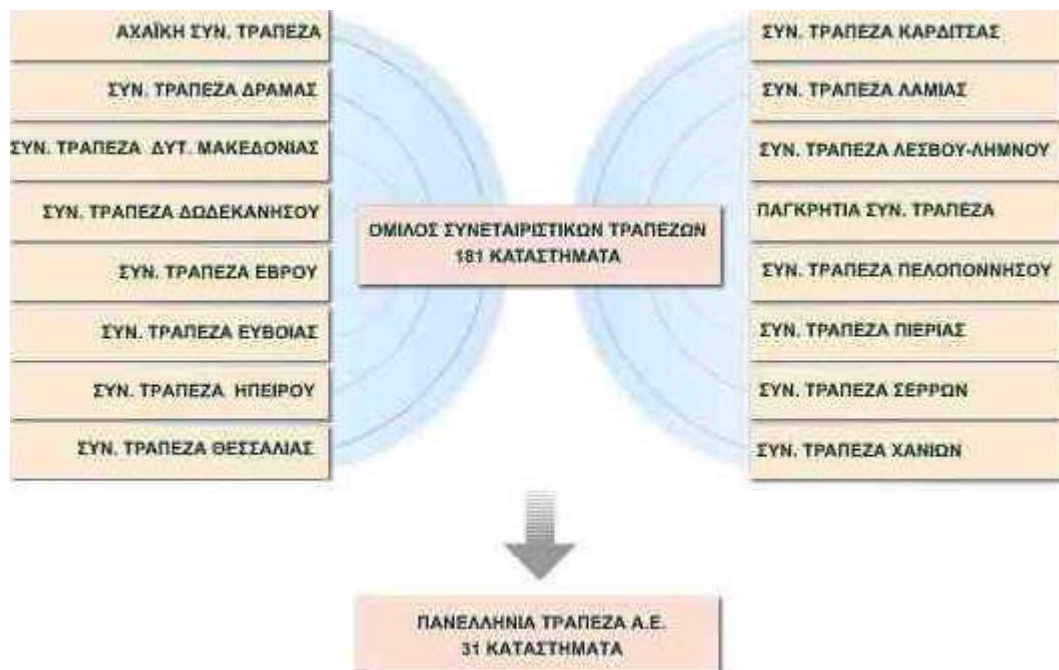 ΑΧΑΪΚΗ ΣΥΝ. ΤΡΑΠΕΖΑ
ΣΥΝ. ΤΡΑΠΕΖΑ ΔΡΑΜΑΣ
ΣΥΝ. ΤΡΑΠΕΖΑ ΔΥΤ. ΜΑΚΕΔΟΝΙΑΣ
ΣΥΝ. ΤΡΑΠΕΖΑ ΔΩΔΕΚΑΝΗΣΟΥ
ΣΥΝ. ΤΡΑΠΕΖΑ ΕΒΡΟΥ
ΣΥΝ. ΤΡΑΠΕΖΑ ΕΥΒΟΙΑΣ
ΣΥΝ. ΤΡΑΠΕΖΑ ΗΠΕΙΡΟΥ
ΣΥΝ. ΤΡΑΠΕΖΑ ΘΕΣΣΑΛΙΑΣ
ΟΜΙΛΟΣ ΣΥΝΕΤΑΙΡΙΣΤΙΚΩΝ ΤΡΑΠΕΖΩΝ
181 ΚΑΤΑΣΤΗΜΑΤΑ
ΣΥΝ. ΤΡΑΠΕΖΑ ΚΑΡΔΙΤΣΑΣ
ΣΥΝ. ΤΡΑΠΕΖΑ ΛΑΜΙΑΣ
ΣΥΝ. ΤΡΑΠΕΖΑ ΛΕΣΒΟΥ-ΛΗΜΝΟΥ
ΠΑΓΚΡΗΤΙΑ ΣΥΝ. ΤΡΑΠΕΖΑ
ΣΥΝ. ΤΡΑΠΕΖΑ ΠΕΛΟΠΟΝΝΗΣΟΥ
ΣΥΝ. ΤΡΑΠΕΖΑ ΠΙΕΡΙΑΣ
ΣΥΝ. ΤΡΑΠΕΖΑ ΣΕΡΡΩΝ
ΣΥΝ. ΤΡΑΠΕΖΑ ΧΑΝΙΩΝ
ΠΑΝΕΛΛΗΝΙΑ ΤΡΑΠΕΖΑ Α.Ε.
31 ΚΑΤΑΣΤΗΜΑΤΑ